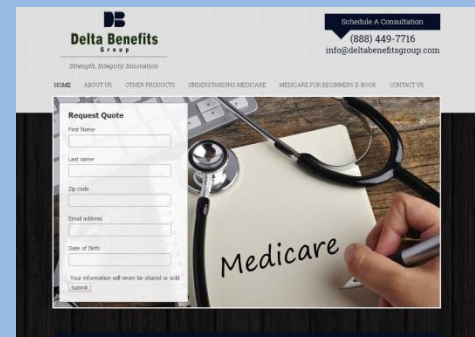 Delta Benefits
Group
Strength. Integrity. Innovation
Schedule A Consultation
(888) 449-7716
info@deltabenefitsgroup.com
HOME ABOUT US OTHER PRODUCTS UNDERSTANDING MEDICARE MEDICARE FOR BEGINNERS E-BOOK CONTACT US
Request Quote
First Name
Last name
Zip code
Email address
Date of Birth
Your information will never be shared or sold
Submit
Medicare